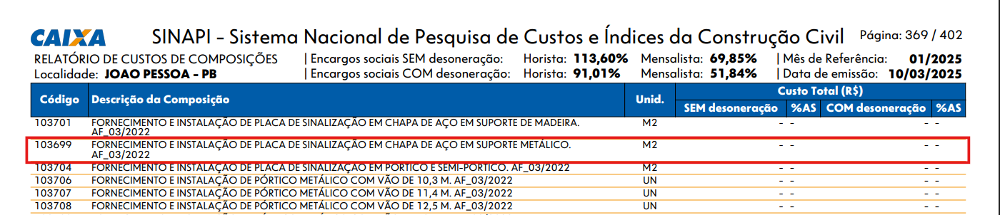 CAIXA SINAPI - Sistema Nacional de Pesquisa de Custos e Índices da Construção Civil Página: 369 / 402
RELATÓRIO DE CUSTOS DE COMPOSIÇÕES | Encargos sociais SEM desoneração: Horista: 113,60% Mensalista: 69,85% | Mês de Referência: 01/2025
Localidade: JOAO PESSOA - PB | Encargos sociais COM desoneração: Horista: 91,01% Mensalista: 51,84% | Data de emissão: 10/03/2025
Custo Total (R$)
Código Descrição da Composição Unid.
SEM desoneração %AS COM desoneração %AS
103701 FORNECIMENTO E INSTALAÇÃO DE PLACA DE SINALIZAÇÃO EM CHAPA DE AÇO EM SUPORTE DE MADEIRA. M2 - - - -
AF_03/2022
103699 FORNECIMENTO E INSTALAÇÃO DE PLACA DE SINALIZAÇÃO EM CHAPA DE AÇO EM SUPORTE METÁLICO. M2 - - - -
AF_03/2022
103704 FORNECIMENTO E INSTALAÇÃO DE PLACA DE SINALIZAÇÃO EM PÓRTICO E SEMI-PÓRTICO. AF_03/2022 M2 - - - -
103706 FORNECIMENTO E INSTALAÇÃO DE PÓRTICO METÁLICO COM VÃO DE 10,3 M. AF_03/2022 UN - - - -
103707 FORNECIMENTO E INSTALAÇÃO DE PÓRTICO METÁLICO COM VÃO DE 11,4 M. AF_03/2022 UN - - - -
103708 FORNECIMENTO E INSTALAÇÃO DE PÓRTICO METÁLICO COM VÃO DE 12,5 M. AF_03/2022 UN - - - -